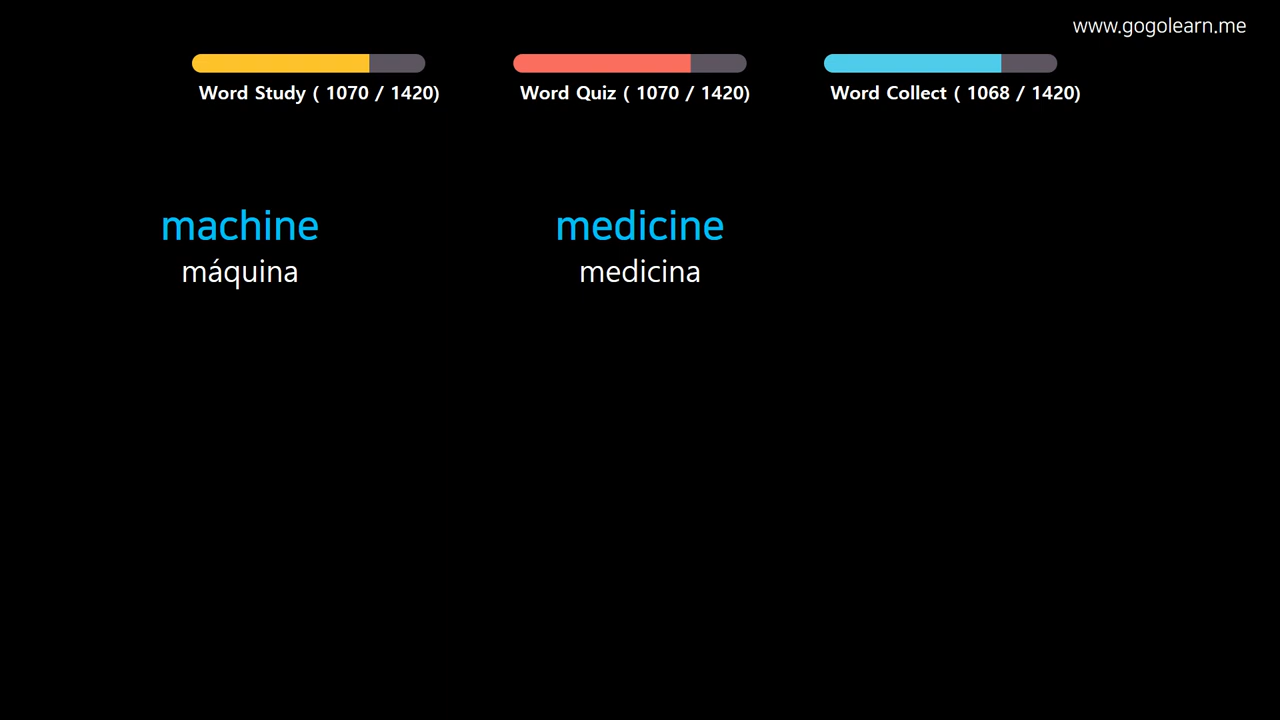 www.gogolearn.me
Word Study ( 1070 / 1420)
Word Quiz ( 1070 / 1420)
Word Collect ( 1068 / 1420)
machine
máquina
medicine
medicina